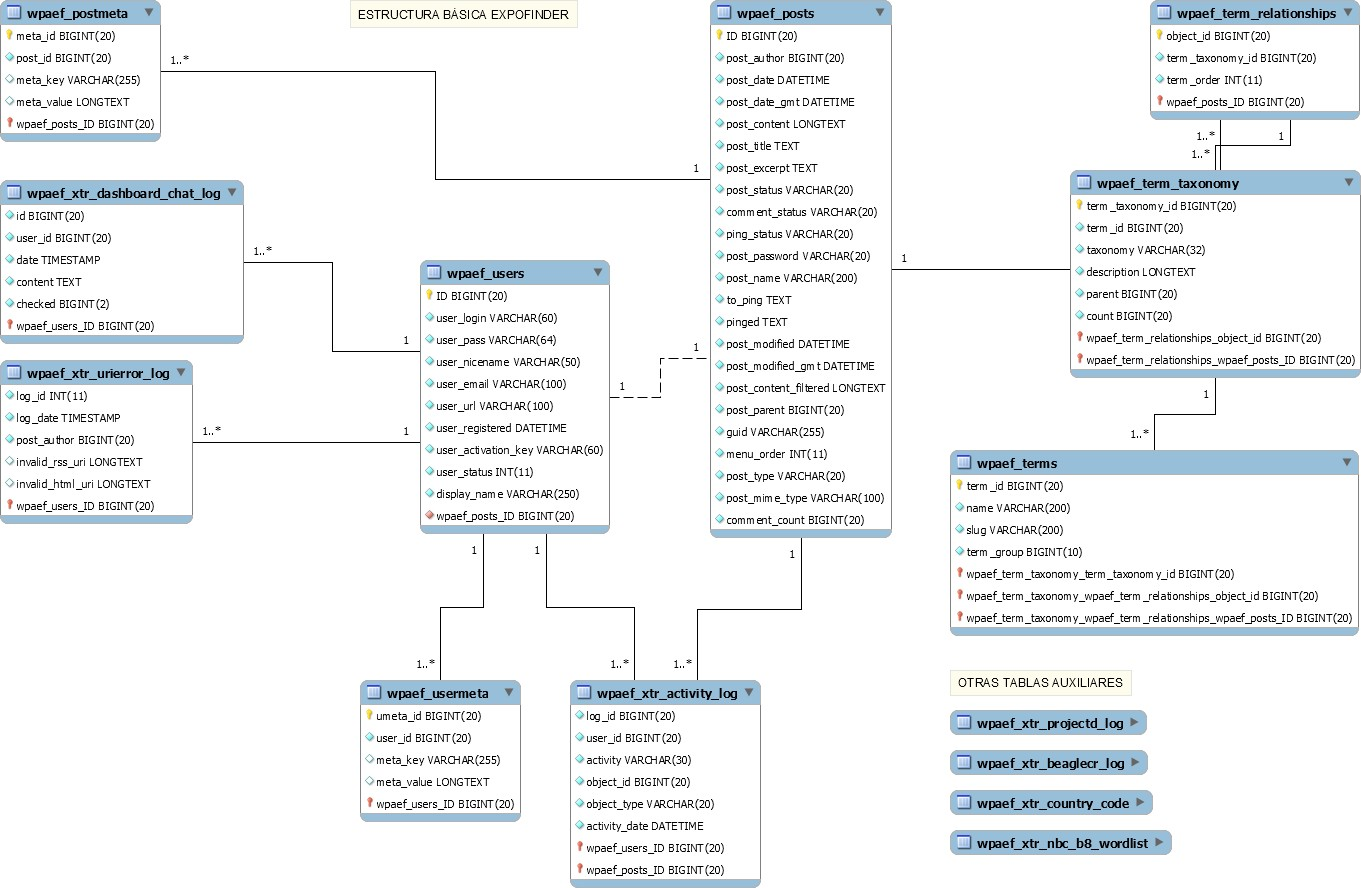 ESTRUCTURA BÁSICA EXPOFINDER
wpaef_postmeta
meta_id BIGINT(20)
post_id BIGINT(20)
meta_key VARCHAR(255)
meta_value LONGTEXT
wpaef_posts_ID BIGINT(20)
1..*
1
wpaef_xtr_dashboard_chat_log
id BIGINT(20)
user_id BIGINT(20)
date TIMESTAMP
content TEXT
checked BIGINT(2)
wpaef_users_ID BIGINT(20)
1..*
1
wpaef_xtr_urierror_log
log_id INT(11)
log_date TIMESTAMP
post_author BIGINT(20)
invalid_rss_uri LONGTEXT
invalid_html_uri LONGTEXT
wpaef_users_ID BIGINT(20)
1..*
1
wpaef_users
ID BIGINT(20)
user_login VARCHAR(60)
user_pass VARCHAR(64)
user_nicename VARCHAR(50)
user_email VARCHAR(100)
user_url VARCHAR(100)
user_registered DATETIME
user_activation_key VARCHAR(60)
user_status INT(11)
display_name VARCHAR(250)
wpaef_posts_ID BIGINT(20)
1
1
1
1
1..*
1..*
1..*
wpaef_usermeta
umeta_id BIGINT(20)
user_id BIGINT(20)
meta_key VARCHAR(255)
meta_value LONGTEXT
wpaef_users_ID BIGINT(20)
wpaef_xtr_activity_log
log_id BIGINT(20)
user_id BIGINT(20)
activity VARCHAR(30)
object_id BIGINT(20)
object_type VARCHAR(20)
activity_date DATETIME
wpaef_users_ID BIGINT(20)
wpaef_posts_ID BIGINT(20)
wpaef_posts
ID BIGINT(20)
post_author BIGINT(20)
post_date DATETIME
post_date_gmt DATETIME
post_content LONGTEXT
post_title TEXT
post_excerpt TEXT
post_status VARCHAR(20)
comment_status VARCHAR(20)
ping_status VARCHAR(20)
post_password VARCHAR(20)
post_name VARCHAR(200)
to_ping TEXT
pinged TEXT
post_modified DATETIME
post_modified_gmt DATETIME
post_content_filtered LONGTEXT
post_parent BIGINT(20)
guid VARCHAR(255)
menu_order INT(11)
post_type VARCHAR(20)
post_mime_type VARCHAR(100)
comment_count BIGINT(20)
1
1
wpaef_term_relationships
object_id BIGINT(20)
term_taxonomy_id BIGINT(20)
term_order INT(11)
wpaef_posts_ID BIGINT(20)
1..*
1
1..*
wpaef_term_taxonomy
term_taxonomy_id BIGINT(20)
term_id BIGINT(20)
taxonomy VARCHAR(32)
description LONGTEXT
parent BIGINT(20)
count BIGINT(20)
wpaef_term_relationships_object_id BIGINT(20)
wpaef_term_relationships_wpaef_posts_ID BIGINT(20)
1
1..*
wpaef_terms
term_id BIGINT(20)
name VARCHAR(200)
slug VARCHAR(200)
term_group BIGINT(10)
wpaef_term_taxonomy_term_taxonomy_id BIGINT(20)
wpaef_term_taxonomy_wpaef_term_relationships_object_id BIGINT(20)
wpaef_term_taxonomy_wpaef_term_relationships_wpaef_posts_ID BIGINT(20)
OTRAS TABLAS AUXILIARES
wpaef_xtr_projectd_log
wpaef_xtr_beaglecr_log
wpaef_xtr_country_code
wpaef_xtr_nbc_b8_wordlist